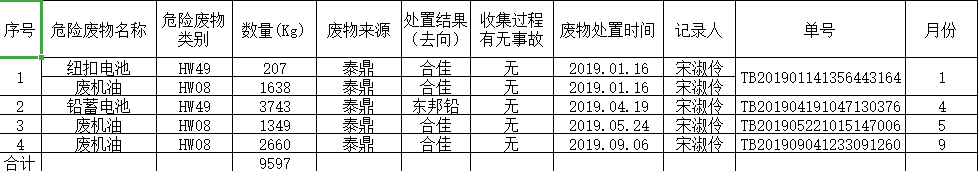 序号 危险废物名称 危险废物类别 数量(Kg) 废物来源 处置结果（去向） 收集过程有无事故 废物处置时间 记录人 单号 月份
1 纽扣电池 HW49 207 泰鼎 合佳 无 2019.01.16 宋淑伶 TB201901141356443164 1
废机油 HW08 1638 泰鼎 合佳 无 2019.01.16 宋淑伶
2 铅蓄电池 HW49 3743 泰鼎 东邦铅 无 2019.04.19 宋淑伶 TB201904191047130376 4
3 废机油 HW08 1349 泰鼎 合佳 无 2019.05.24 宋淑伶 TB201905221015147006 5
4 废机油 HW08 2660 泰鼎 合佳 无 2019.09.06 宋淑伶 TB201909041233091260 9
合计 9597